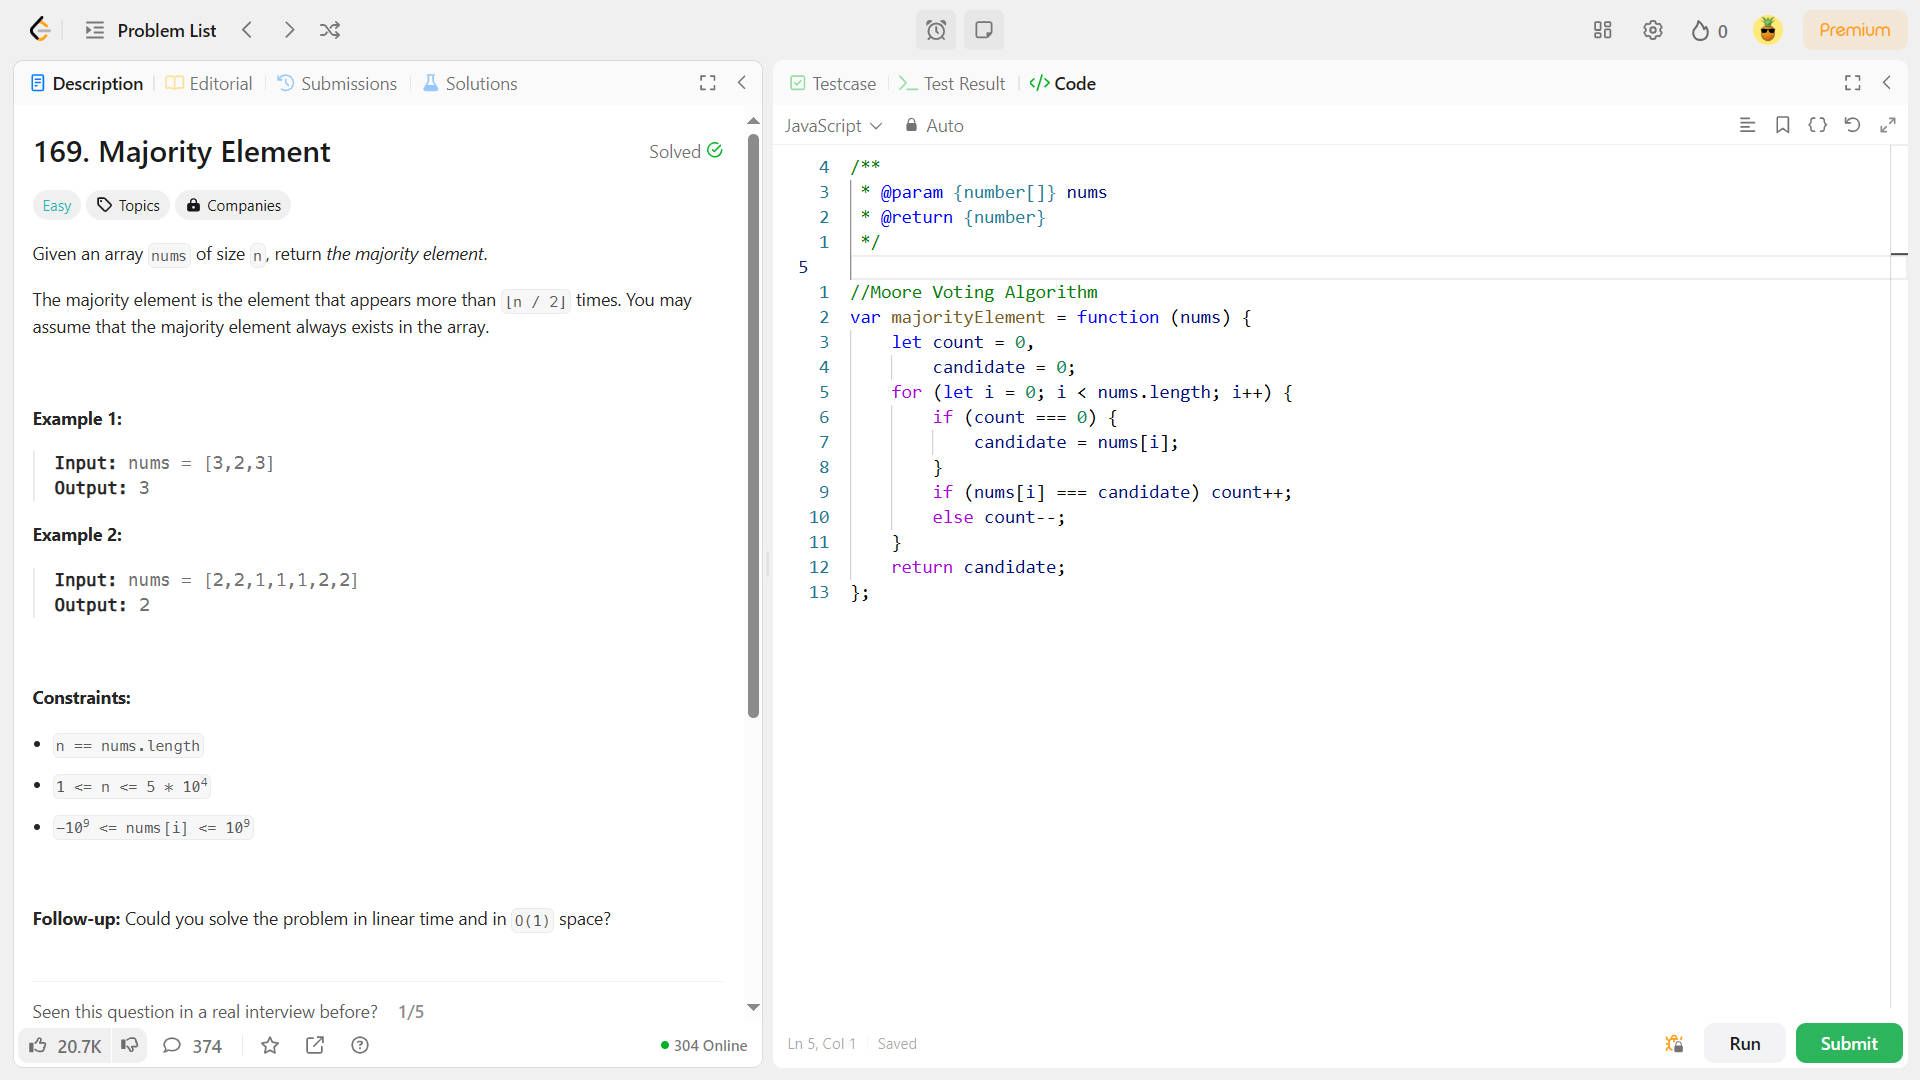 Problem List
0
Premium
Description
Editorial
Submissions
Solutions
169. Majority Element
Solved
Easy
Topics
Companies
Given an array nums of size n, return the majority element.
The majority element is the element that appears more than ⌊n / 2⌋ times. You may
assume that the majority element always exists in the array.
Example 1:
Input: nums = [3,2,3]
Output: 3
Example 2:
Input: nums = [2,2,1,1,1,2,2]
Output: 2
Constraints:
• n == nums.length
• 1 <= n <= 5 * 10⁴
• -10⁹ <= nums[i] <= 10⁹
Follow-up: Could you solve the problem in linear time and in O(1) space?
Seen this question in a real interview before? 1/5
20.7K
374
304 Online
Testcase
Test Result
</> Code
JavaScript
Auto
4 /**
3 * @param {number[]} nums
2 * @return {number}
1 */
5
1 //Moore Voting Algorithm
2 var majorityElement = function (nums) {
3 let count = 0,
4 candidate = 0;
5 for (let i = 0; i < nums.length; i++) {
6 if (count === 0) {
7 candidate = nums[i];
8 }
9 if (nums[i] === candidate) count++;
10 else count--;
11 }
12 return candidate;
13 };
Ln 5, Col 1
Saved
Run
Submit